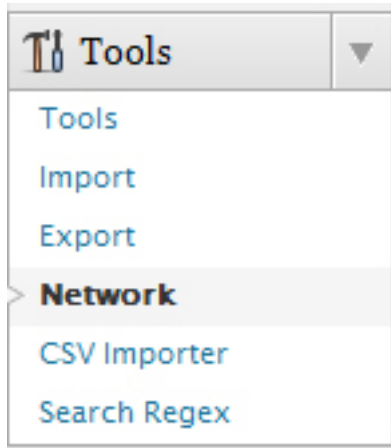 Tools
Tools
Import
Export
Network
CSV Importer
Search Regex